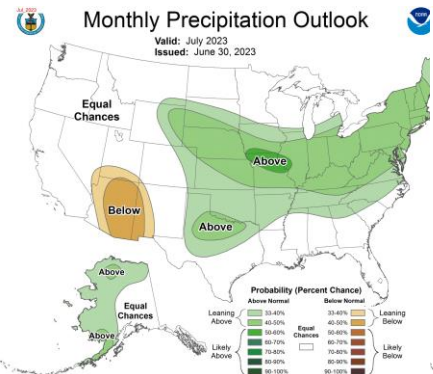 Monthly Precipitation Outlook
Valid: July 2023
Issued: June 30, 2023
Equal
Chances
Above
Below
Above
Above
Equal
Chances
Above
Probability (Percent Chance)
Above Normal
Below Normal
Leaning
Above
33-40%
40-50%
50-60%
60-70%
70-80%
80-90%
90-100%
Likely
Above
Equal
Chances
33-40%
40-50%
50-60%
60-70%
70-80%
80-90%
90-100%
Leaning
Below
Likely
Below